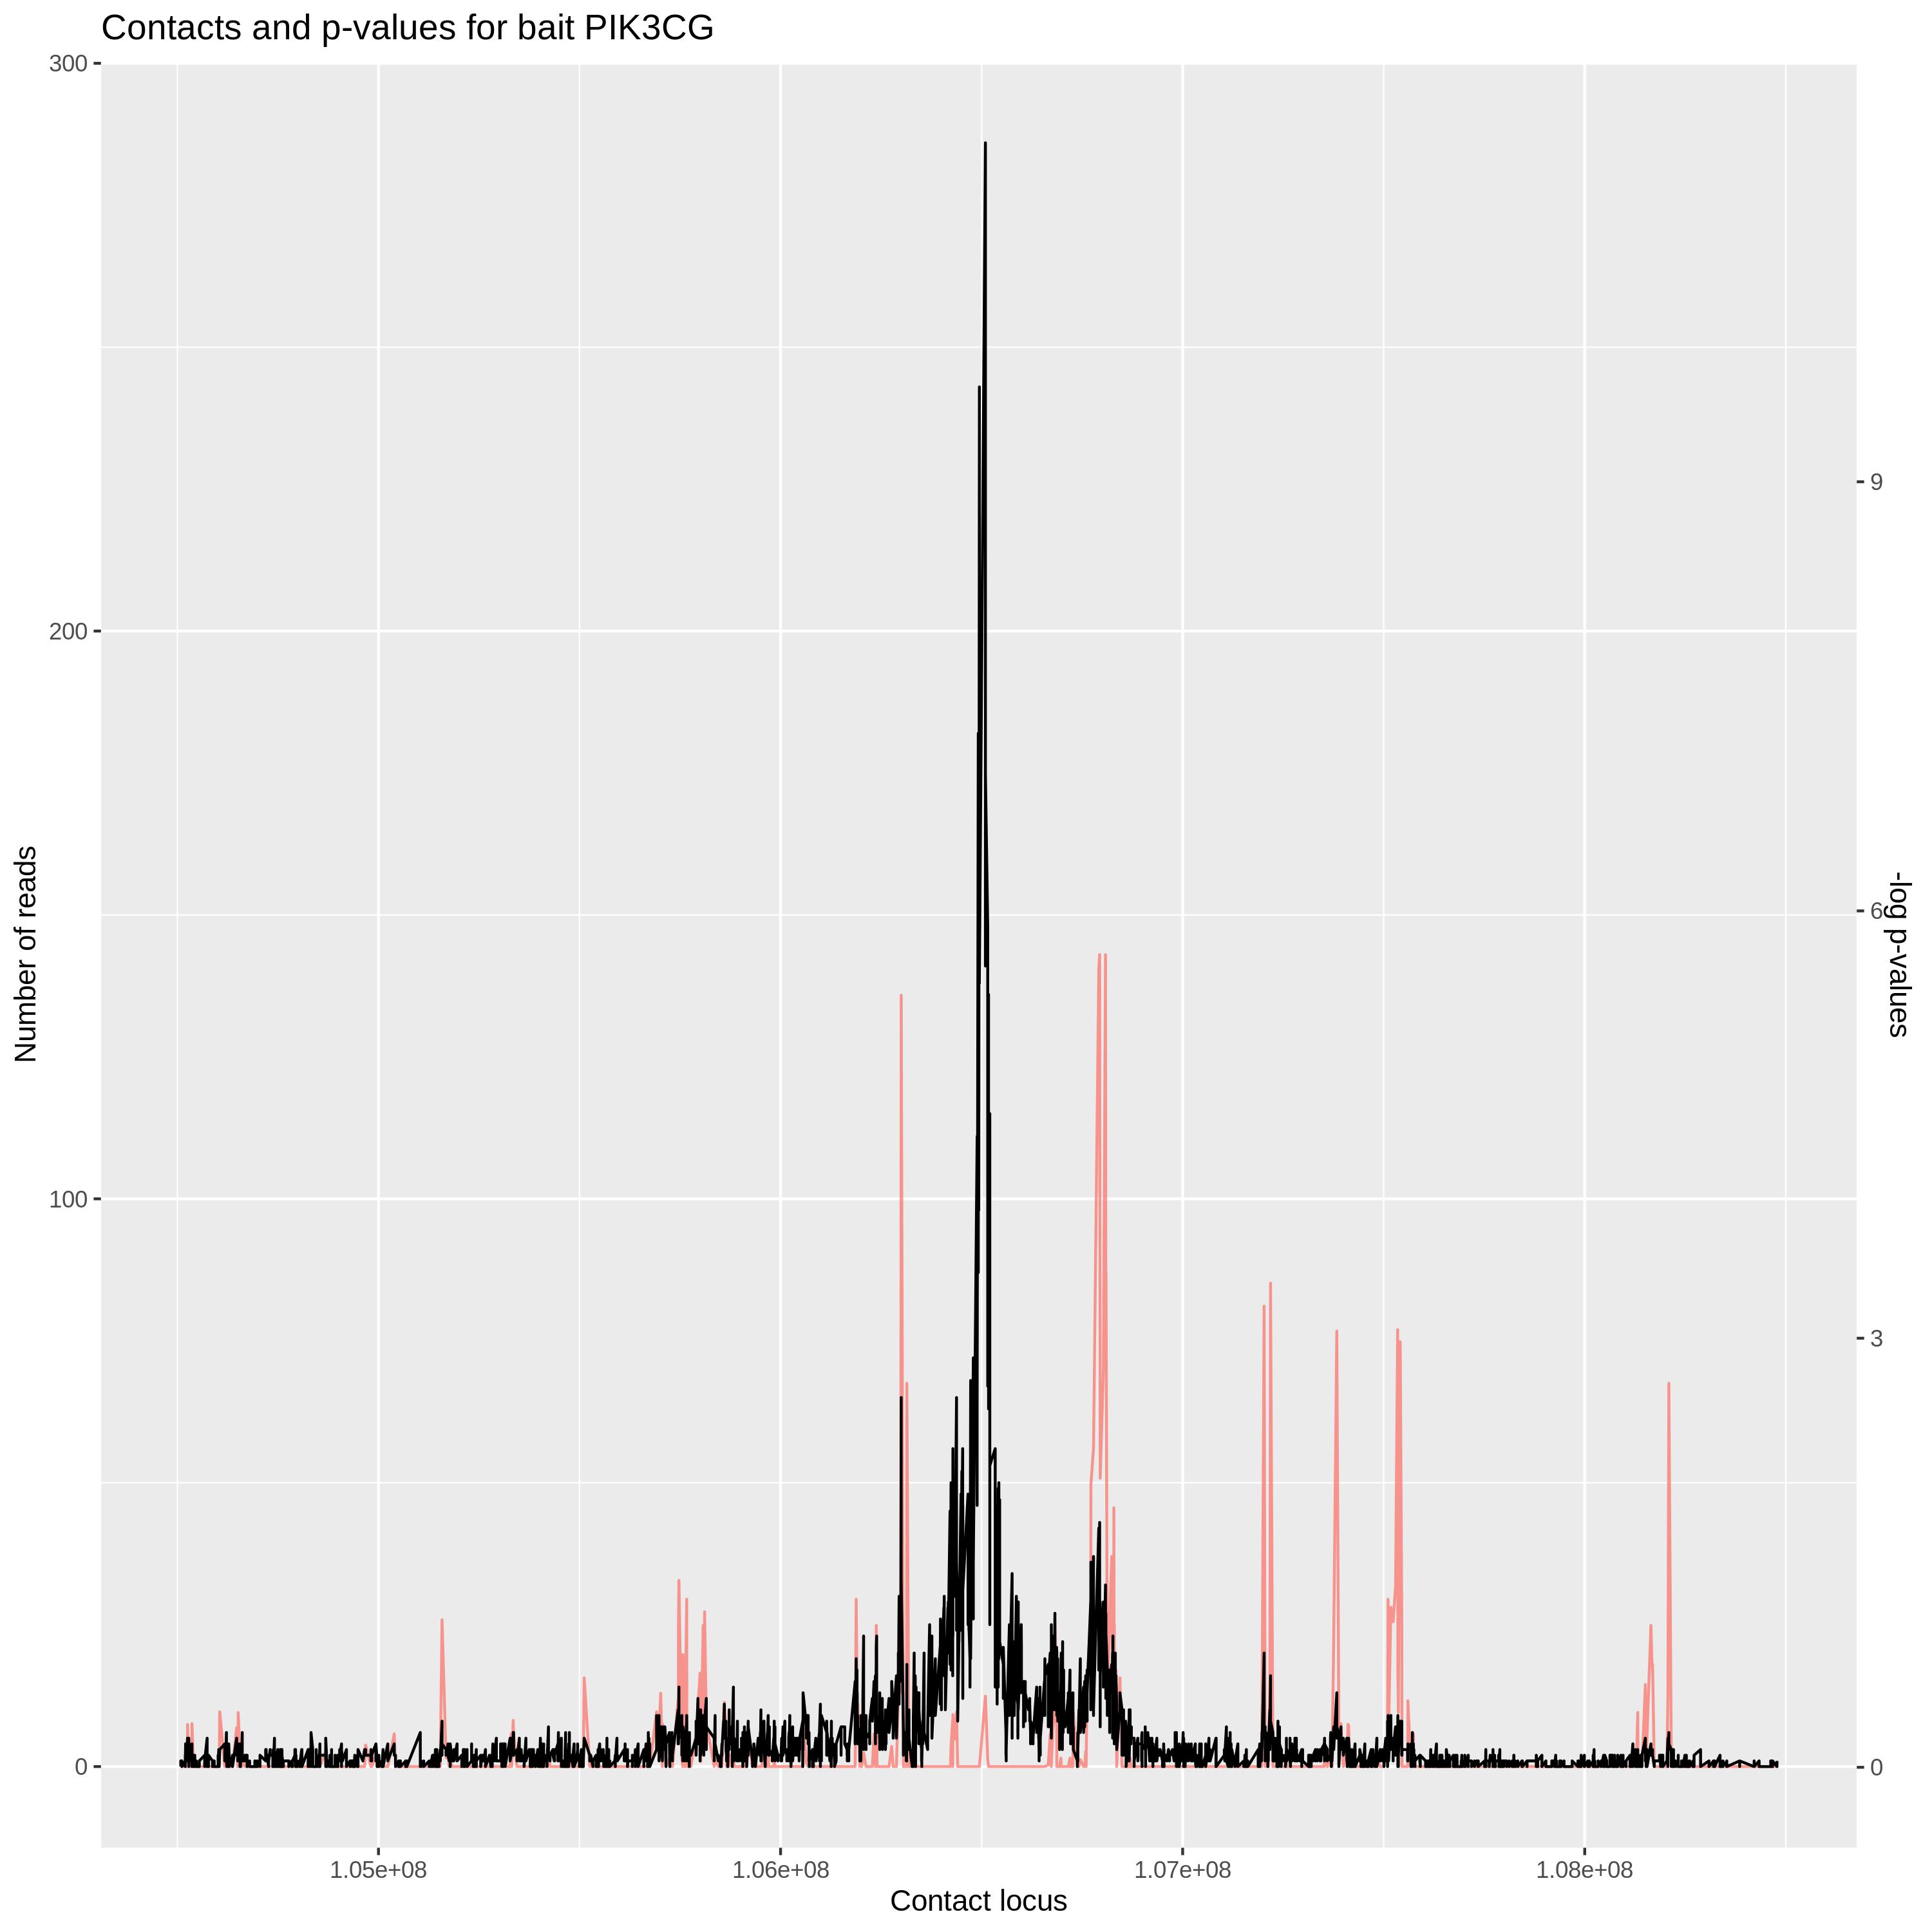 Contacts and p-values for bait PIK3CG
300
200
100
0
Number of reads
9
6
3
0
-log p-values
1.05e+08
1.06e+08
1.07e+08
1.08e+08
Contact locus